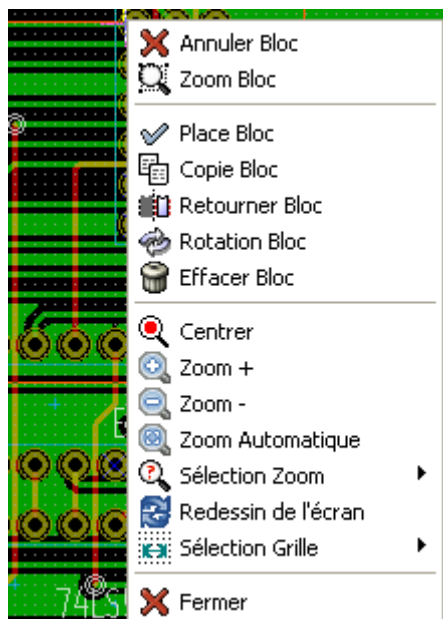 Annuler Bloc
Zoom Bloc
Place Bloc
Copie Bloc
Retourner Bloc
Rotation Bloc
Effacer Bloc
Centrer
Zoom +
Zoom -
Zoom Automatique
Sélection Zoom
Redessin de l'écran
Sélection Grille
Fermer
74LS